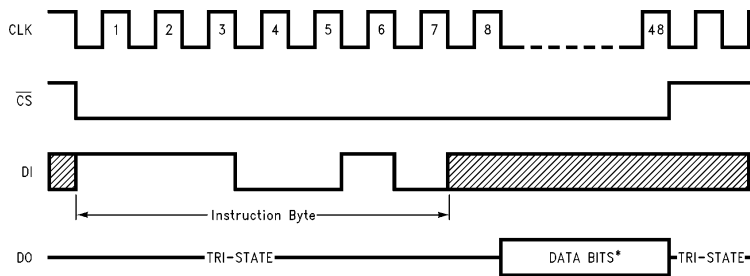 CLK 1 2 3 4 5 6 7 8 48
CS
DI
Instruction Byte
DO TRI-STATE DATA BITS* TRI-STATE